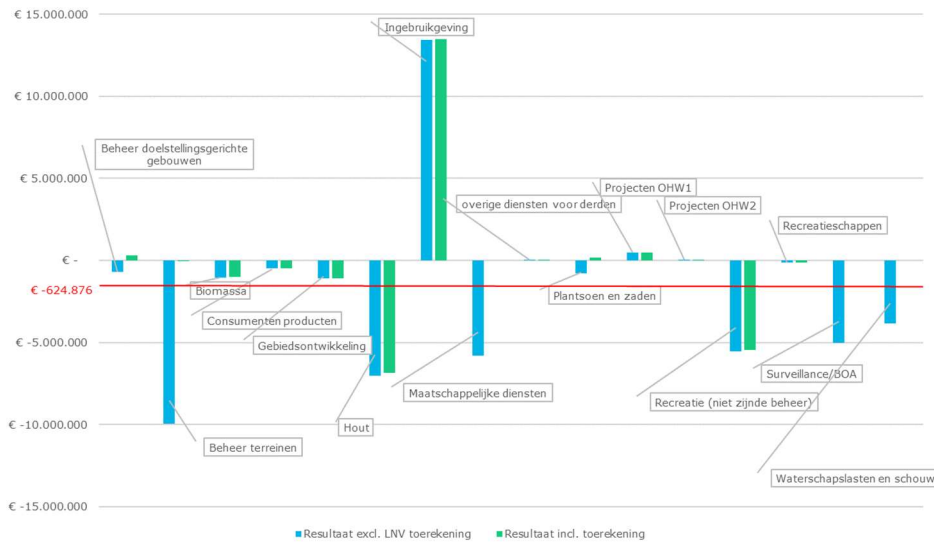 € 15.000.000
Ingebruikgeving
€ 10.000.000
Beheer doelstellingsgerichte
gebouwen
€ 5.000.000
Projecten OHW1
overige diensten voor derden
Projecten OHW2
Recreatieschappen
€ -
€ -624.876
Biomassa
Plantsoen en zaden
Consumenten producten
Gebiedsontwikkeling
€ -5.000.000
Surveillance/BOA
Maatschappelijke diensten
Recreatie (niet zijnde beheer)
Hout
€ -10.000.000
Beheer terreinen
Waterschapslasten en schouw
€ -15.000.000
Resultaat excl. LNV toerekening
Resultaat incl. toerekening